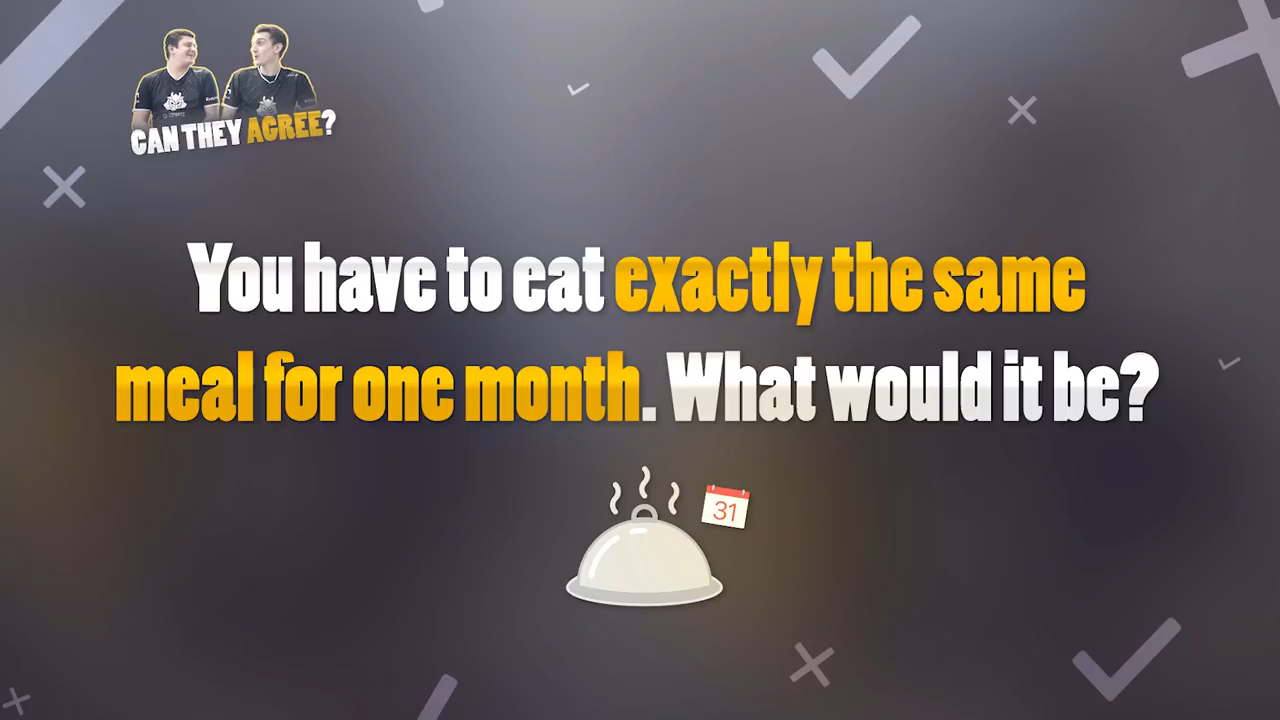 CAN THEY AGREE?
You have to eat exactly the same
meal for one month. What would it be?
31